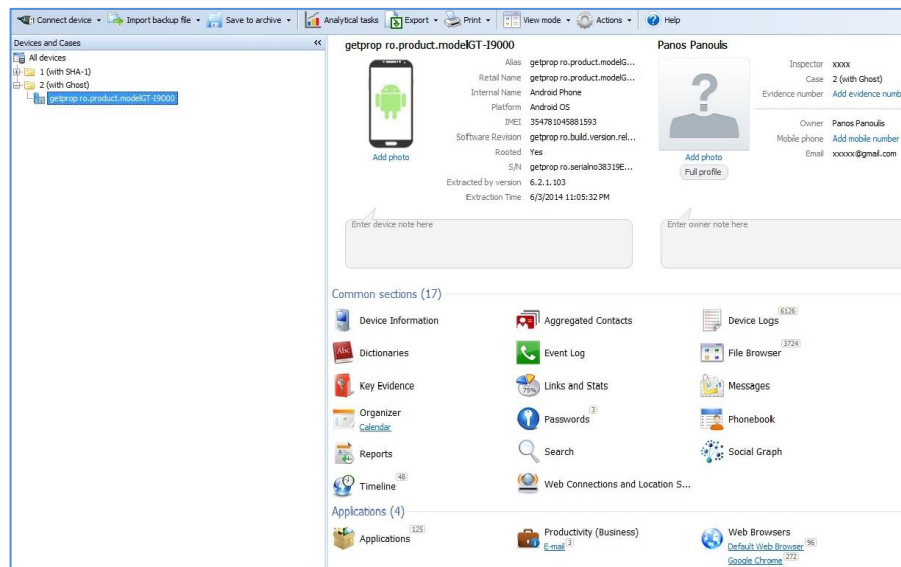 Connect device Import backup file Save to archive Analytical tasks Export Print View mode Actions Help
Devices and Cases «
All devices
1 (with SHA-1)
2 (with Ghost)
getprop ro.product.modelGT-I9000
getprop ro.product.modelGT-I9000
Alias getprop ro.product.modelG...
Retail Name getprop ro.product.modelG...
Internal Name Android Phone
Platform Android OS
IMEI 354781045881593
Software Revision getprop ro.build.version.rel...
Rooted Yes
S/N getprop ro.serialno38319E...
Extracted by version 6.2.1.103
Extraction Time 6/3/2014 11:05:32 PM
Add photo
Enter device note here
Panos Panoulis
Inspector xxxx
Case 2 (with Ghost)
Evidence number Add evidence numb
Owner Panos Panoulis
Mobile phone Add mobile number
Email xxxxx@gmail.com
?
Add photo
Full profile
Enter owner note here
Common sections (17)
Device Information Aggregated Contacts Device Logs 6126
Abc Dictionaries Event Log File Browser 3724
Key Evidence 75% Links and Stats Messages
Organizer Passwords 3 Phonebook
Calendar
Reports Search Social Graph
Timeline 48 Web Connections and Location S...
Applications (4)
Applications 125 Productivity (Business) Web Browsers
E-mail 3 Default Web Browser 96
Google Chrome 272